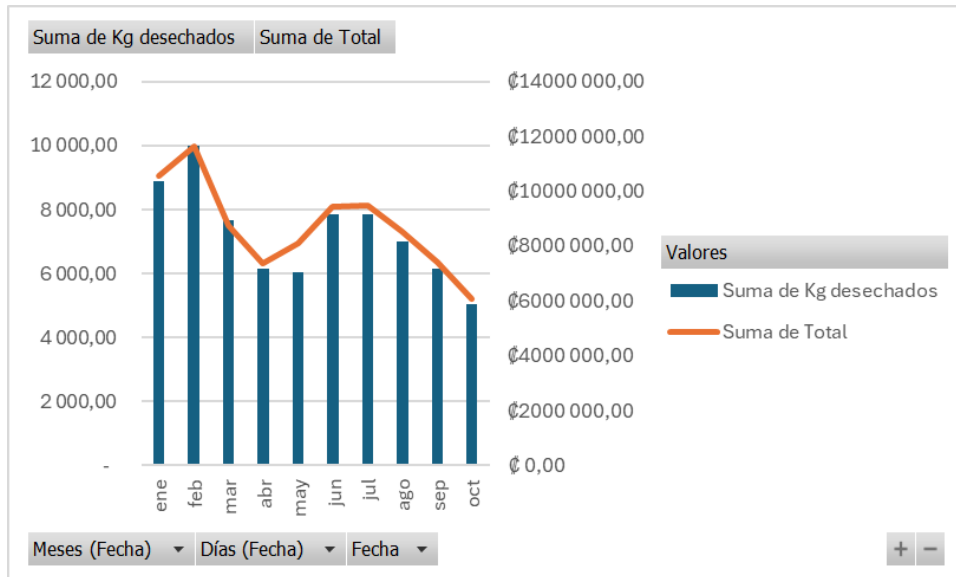 Suma de Kg desechados Suma de Total
12 000,00
10 000,00
8 000,00
6 000,00
4 000,00
2 000,00
-
₡14000 000,00
₡12000 000,00
₡10000 000,00
₡8000 000,00
₡6000 000,00
₡4000 000,00
₡2000 000,00
₡ 0,00
ene feb mar abr may jun jul ago sep oct
Valores
Suma de Kg desechados
Suma de Total
Meses (Fecha) Días (Fecha) Fecha
+ -